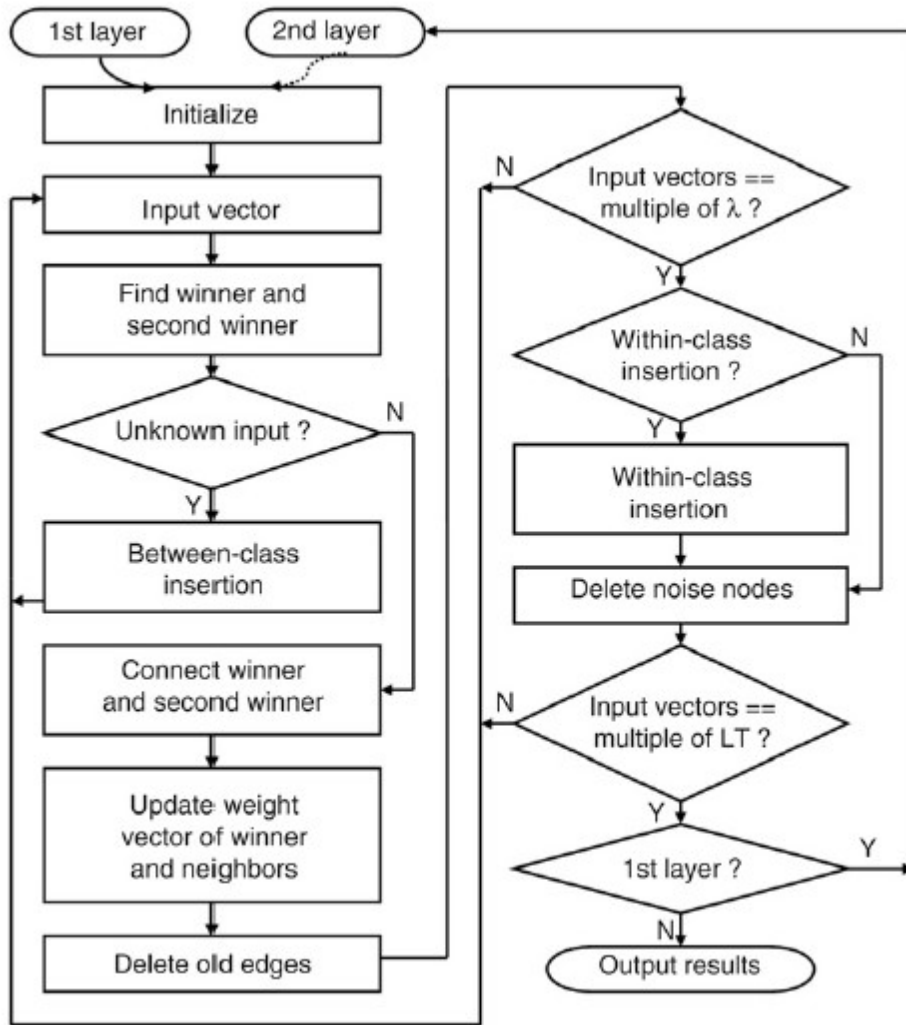 1st layer
2nd layer
Initialize
Input vector
Find winner and
second winner
Unknown input ?
N
Y
Between-class
insertion
Connect winner
and second winner
Update weight
vector of winner
and neighbors
Delete old edges
Input vectors ==
multiple of λ ?
N
Y
Within-class
insertion ?
N
Y
Within-class
insertion
Delete noise nodes
Input vectors ==
multiple of LT ?
N
Y
1st layer ?
Y
N
Output results